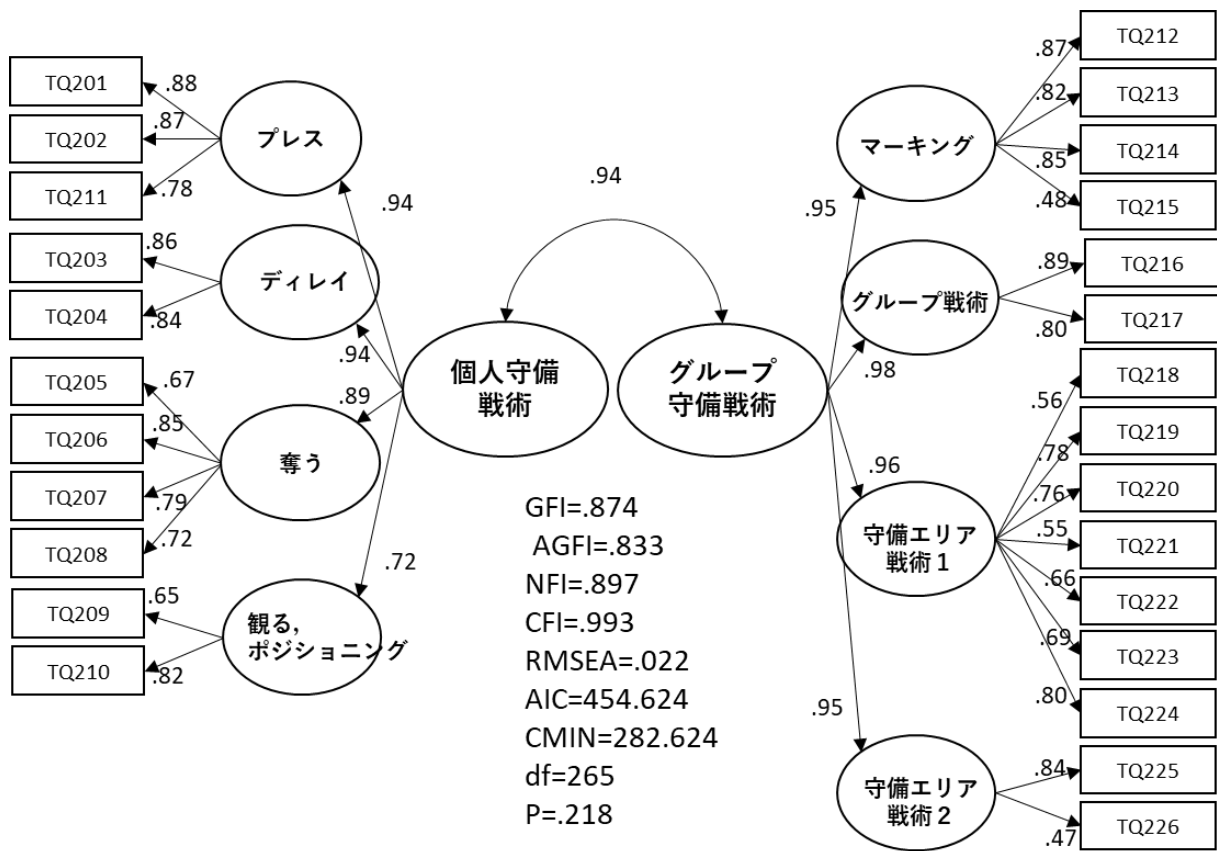 TQ201
.88
TQ202
.87
TQ211
.78
プレス
.94
TQ203
.86
TQ204
.84
ディレイ
.94
TQ205
.67
TQ206
.85
TQ207
.79
TQ208
.72
奪う
.89
TQ209
.65
TQ210
.82
観る,
ポジショニング
.72
個人守備
戦術
.94
グループ
守備戦術
GFI=.874
AGFI=.833
NFI=.897
CFI=.993
RMSEA=.022
AIC=454.624
CMIN=282.624
df=265
P=.218
.95
マーキング
.87
TQ212
.82
TQ213
.85
TQ214
.48
TQ215
.98
グループ戦術
.89
TQ216
.80
TQ217
.96
守備エリア
戦術１
.56
TQ218
.78
TQ219
.76
TQ220
.55
TQ221
.66
TQ222
.69
TQ223
.80
TQ224
.95
守備エリア
戦術２
.84
TQ225
.47
TQ226